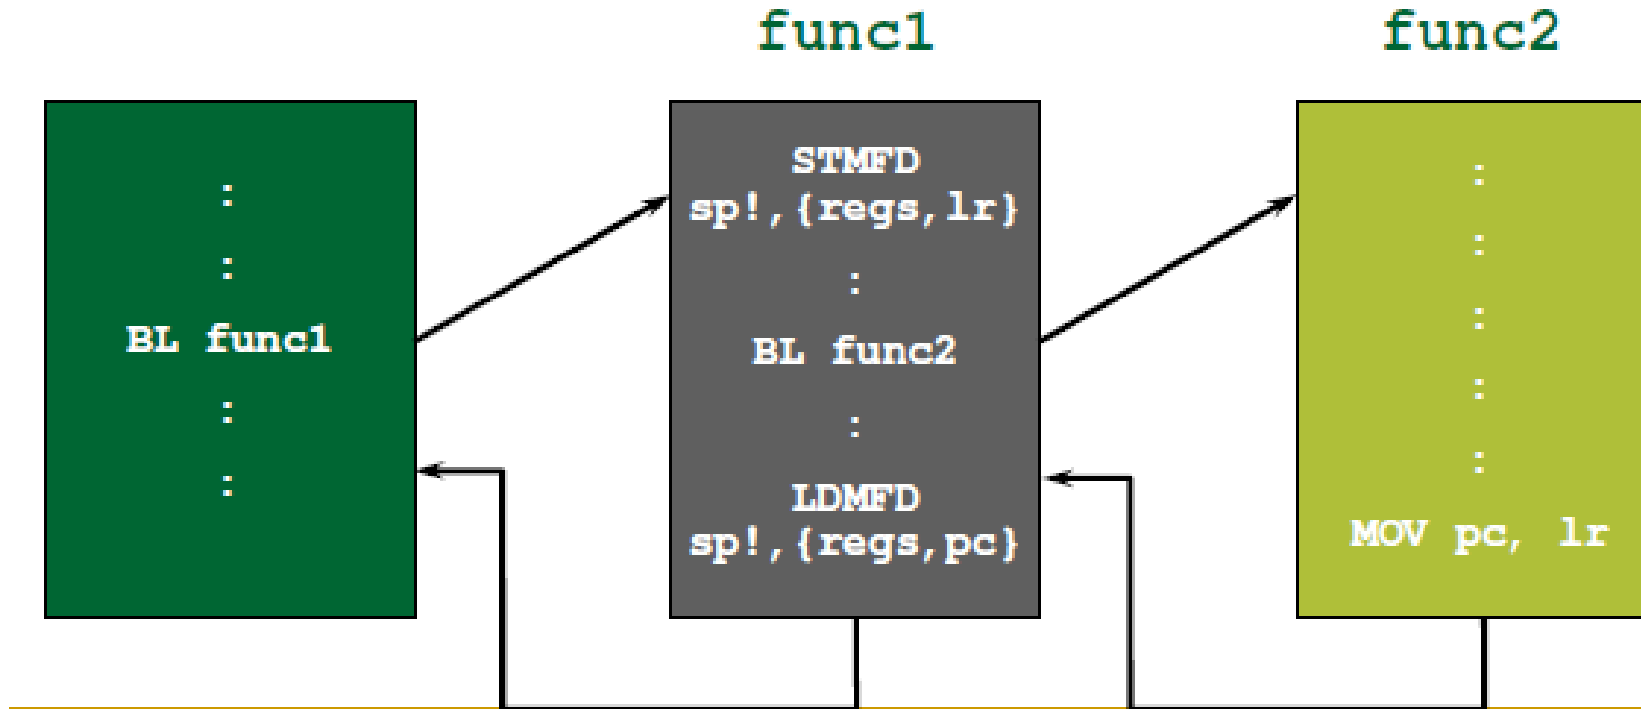 func1
func2
:
:
BL func1
:
:
STMFD
sp!,{regs,lr}
:
BL func2
:
LDMFD
sp!,{regs,pc}
:
:
:
:
:
MOV pc, lr